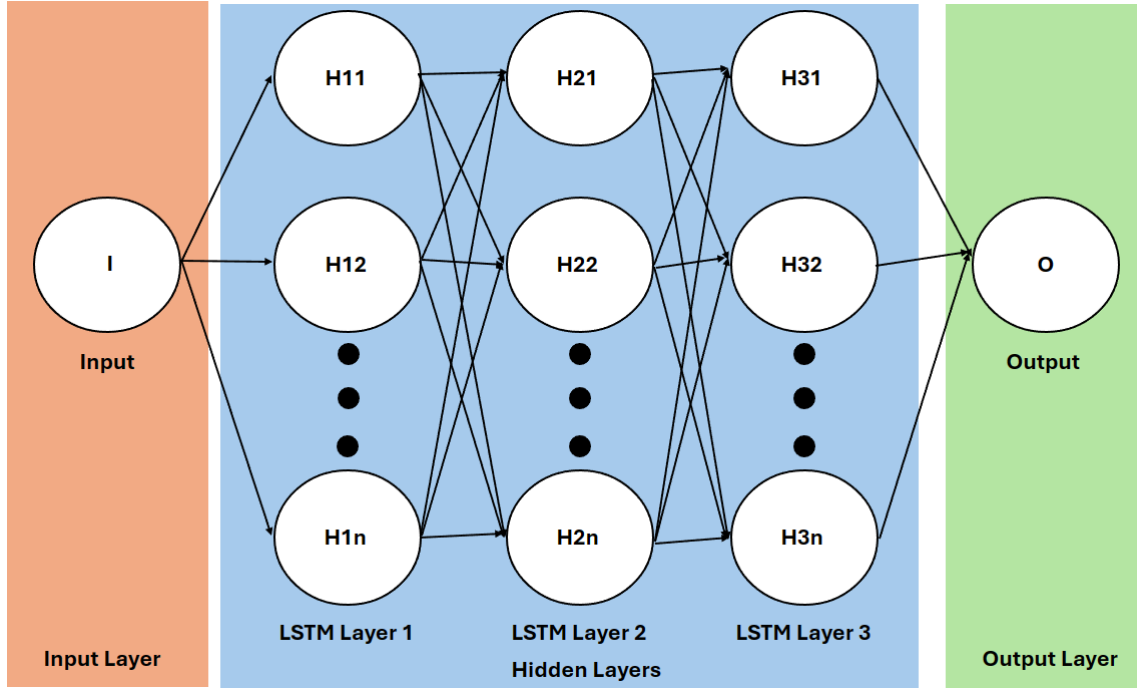 H11
H21
H31
I
H12
H22
H32
O
Input
Output
H1n
H2n
H3n
LSTM Layer 1
LSTM Layer 2
LSTM Layer 3
Input Layer
Hidden Layers
Output Layer